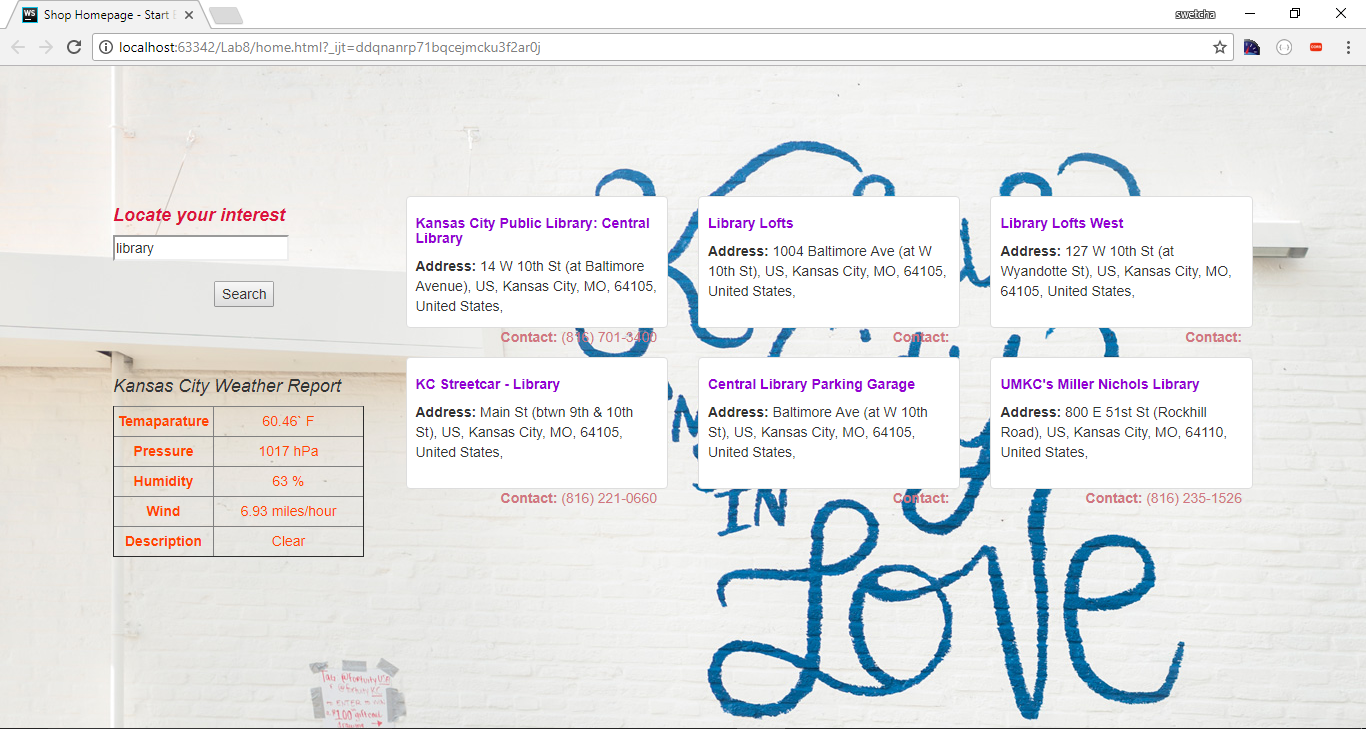 Shop Homepage - Start
swetcha
localhost:63342/Lab8/home.html?_ijt=ddqnanrp71bqcejmcku3f2ar0j
Locate your interest
library
Search
Kansas City Weather Report
Temaparature 60.46` F
Pressure 1017 hPa
Humidity 63 %
Wind 6.93 miles/hour
Description Clear
Kansas City Public Library: Central
Library
Address: 14 W 10th St (at Baltimore
Avenue), US, Kansas City, MO, 64105,
United States,
Contact: (816) 701-3400
Library Lofts
Address: 1004 Baltimore Ave (at W
10th St), US, Kansas City, MO, 64105,
United States,
Contact:
Library Lofts West
Address: 127 W 10th St (at
Wyandotte St), US, Kansas City, MO,
64105, United States,
Contact:
KC Streetcar - Library
Address: Main St (btwn 9th & 10th
St), US, Kansas City, MO, 64105,
United States,
Contact: (816) 221-0660
Central Library Parking Garage
Address: Baltimore Ave (at W 10th
St), US, Kansas City, MO, 64105,
United States,
Contact:
UMKC's Miller Nichols Library
Address: 800 E 51st St (Rockhill
Road), US, Kansas City, MO, 64110,
United States,
Contact: (816) 235-1526
IN
Love